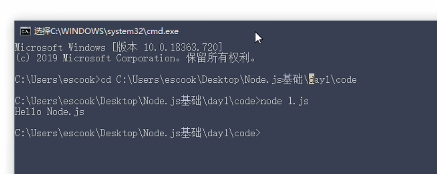 选择C:\WINDOWS\system32\cmd.exe
Microsoft Windows [版本 10.0.18363.720]
(c) 2019 Microsoft Corporation。保留所有权利。
C:\Users\escook>cd C:\Users\escook\Desktop\Node.js基础\day1\code
C:\Users\escook\Desktop\Node.js基础\day1\code>node 1.js
Hello Node.js
C:\Users\escook\Desktop\Node.js基础\day1\code>